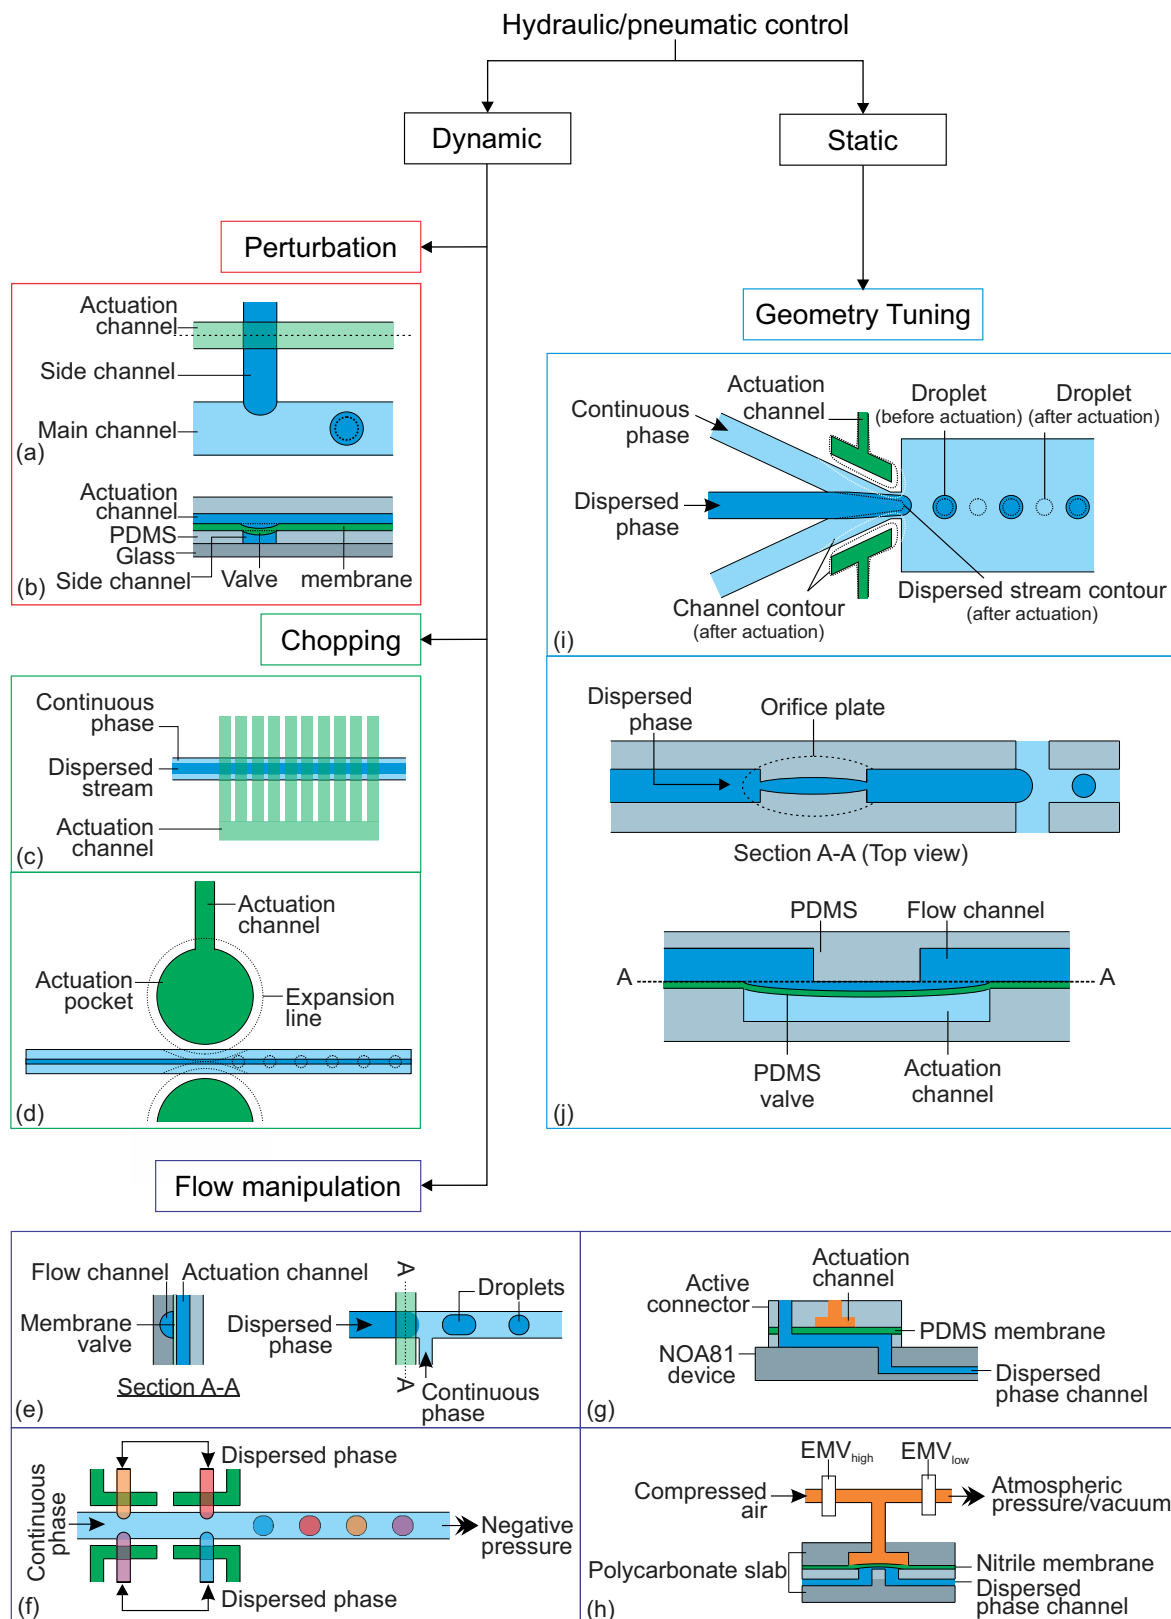 Hydraulic/pneumatic control
Dynamic
Static
Perturbation
Actuation
channel
Side channel
Main channel
(a)
Actuation
channel
PDMS
Glass
Side channel
Valve
membrane
(b)
Chopping
Continuous
phase
Dispersed
stream
Actuation
channel
(c)
Actuation
channel
Actuation
pocket
Expansion
line
(d)
Geometry Tuning
Actuation
channel
Continuous
phase
Droplet
(before actuation)
Droplet
(after actuation)
Dispersed
phase
Channel contour
(after actuation)
Dispersed stream contour
(after actuation)
(i)
Dispersed
phase
Orifice plate
Section A-A (Top view)
PDMS
Flow channel
A
A
PDMS
valve
Actuation
channel
(j)
Flow manipulation
Flow channel
Actuation channel
Membrane
valve
Section A-A
A
Dispersed
phase
Droplets
A
Continuous
phase
(e)
Actuation
channel
Active
connector
PDMS membrane
NOA81
device
Dispersed
phase channel
(g)
Dispersed phase
Continuous
phase
Negative
pressure
Dispersed phase
(f)
EMVhigh
EMVlow
Compressed
air
Atmospheric
pressure/vacuum
Polycarbonate slab
Nitrile membrane
Dispersed
phase channel
(h)